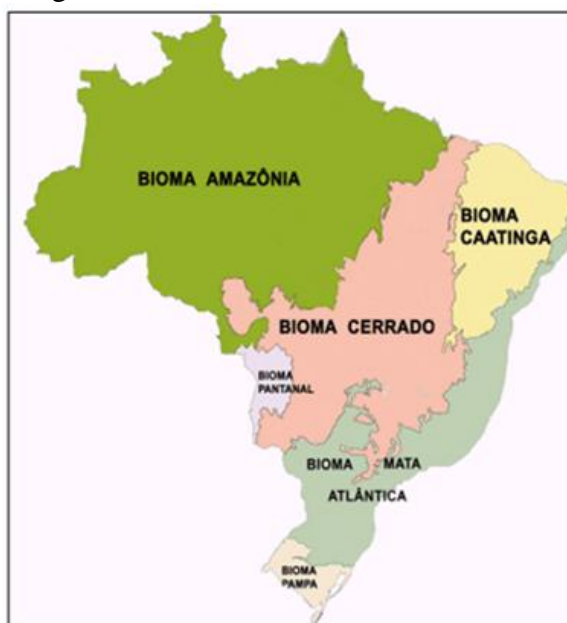 BIOMA AMAZÔNIA
BIOMA
CAATINGA
BIOMA CERRADO
BIOMA
PANTANAL
BIOMA MATA
ATLÂNTICA
BIOMA
PAMPA